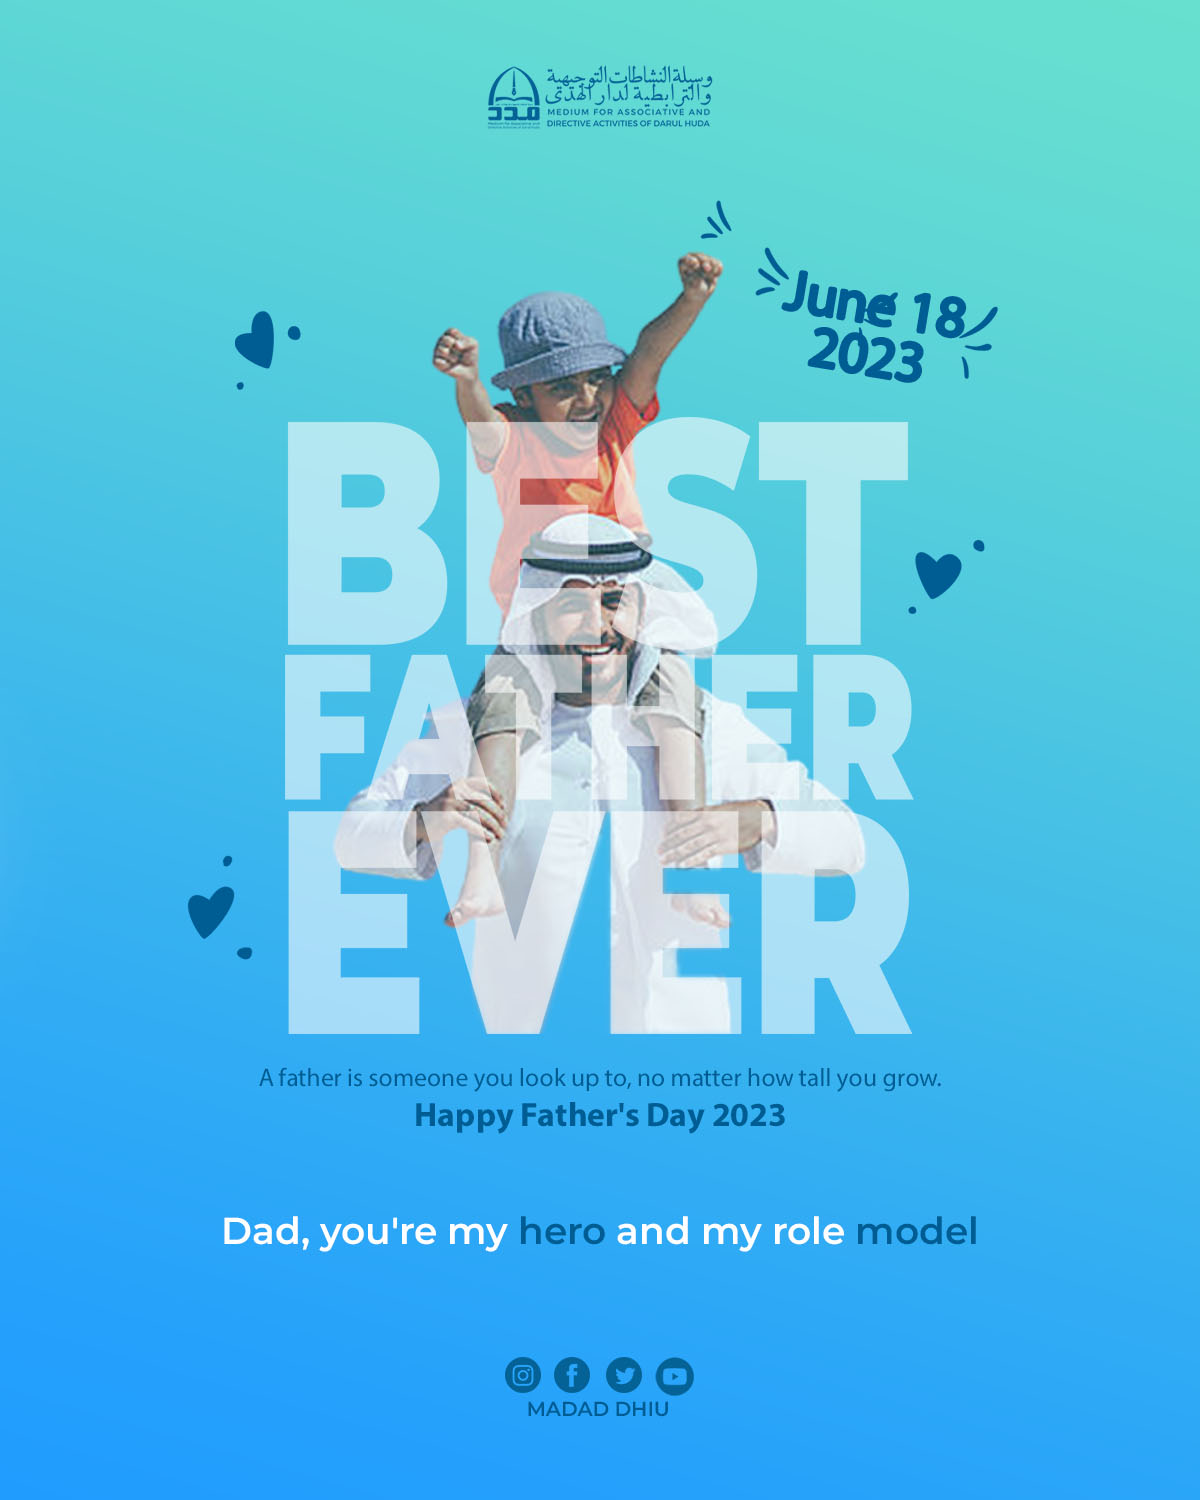 وسيلة النشاطات التوجيهية
والترابطية لدار الهدى
MEDIUM FOR ASSOCIATIVE AND
DIRECTIVE ACTIVITIES OF DARUL HUDA
مدد
June 18
2023
BEST
FATHER
EVER
A father is someone you look up to, no matter how tall you grow.
Happy Father's Day 2023
Dad, you're my hero and my role model
MADAD DHIU